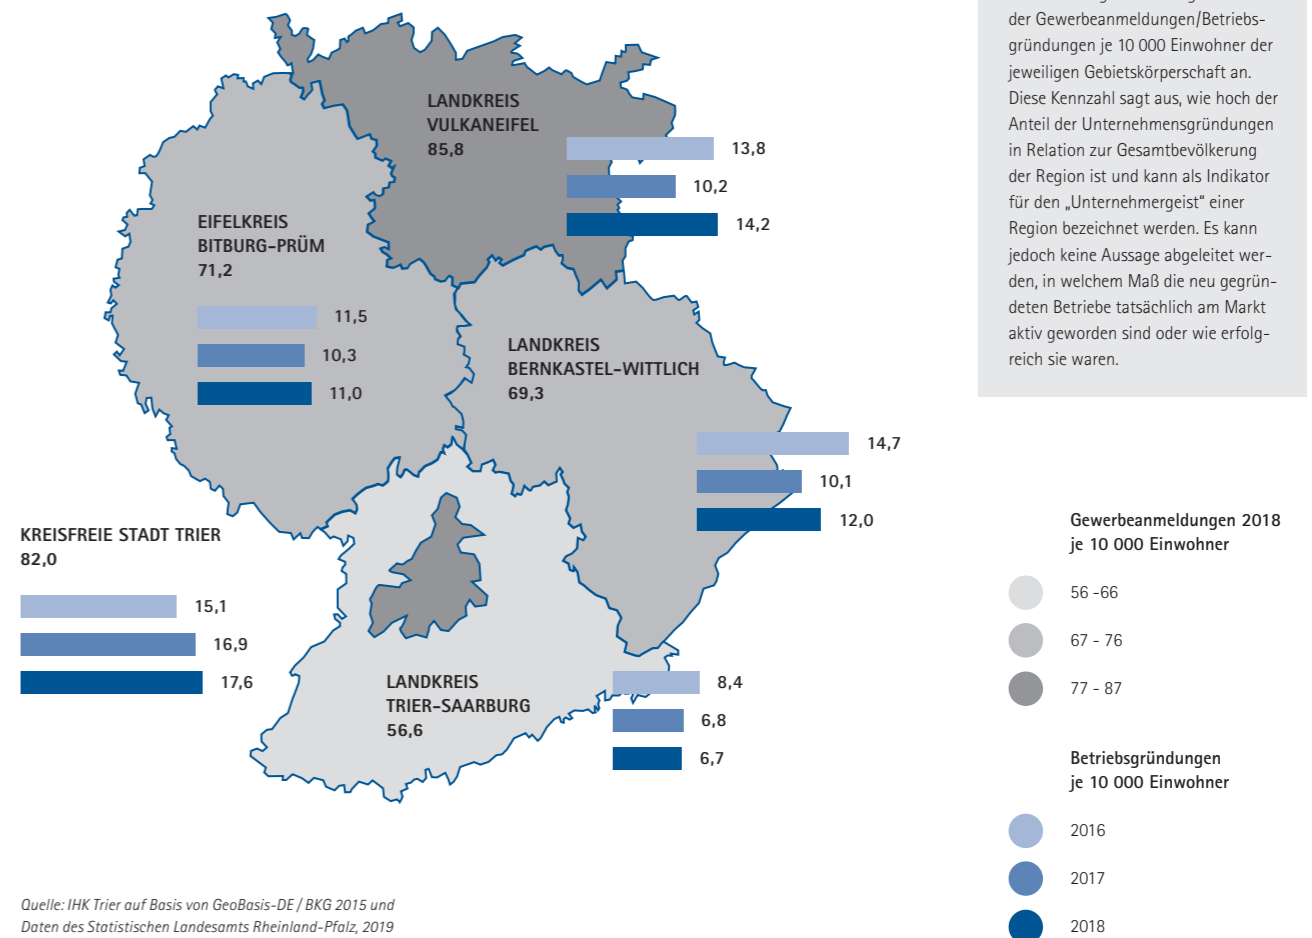 der Gewerbeanmeldungen/Betriebs-
gründungen je 10 000 Einwohner der
jeweiligen Gebietskörperschaft an.
Diese Kennzahl sagt aus, wie hoch der
Anteil der Unternehmensgründungen
in Relation zur Gesamtbevölkerung
der Region ist und kann als Indikator
für den „Unternehmergeist“ einer
Region bezeichnet werden. Es kann
jedoch keine Aussage abgeleitet wer-
den, in welchem Maß die neu gegrün-
deten Betriebe tatsächlich am Markt
aktiv geworden sind oder wie erfolg-
reich sie waren.
LANDKREIS
VULKANEIFEL
85,8
13,8
10,2
14,2
EIFELKREIS
BITBURG-PRÜM
71,2
11,5
10,3
11,0
LANDKREIS
BERNKASTEL-WITTLICH
69,3
14,7
10,1
12,0
KREISFREIE STADT TRIER
82,0
15,1
16,9
17,6
LANDKREIS
TRIER-SAARBURG
56,6
8,4
6,8
6,7
Gewerbeanmeldungen 2018
je 10 000 Einwohner
56 -66
67 - 76
77 - 87
Betriebsgründungen
je 10 000 Einwohner
2016
2017
2018
Quelle: IHK Trier auf Basis von GeoBasis-DE / BKG 2015 und
Daten des Statistischen Landesamts Rheinland-Pfalz, 2019